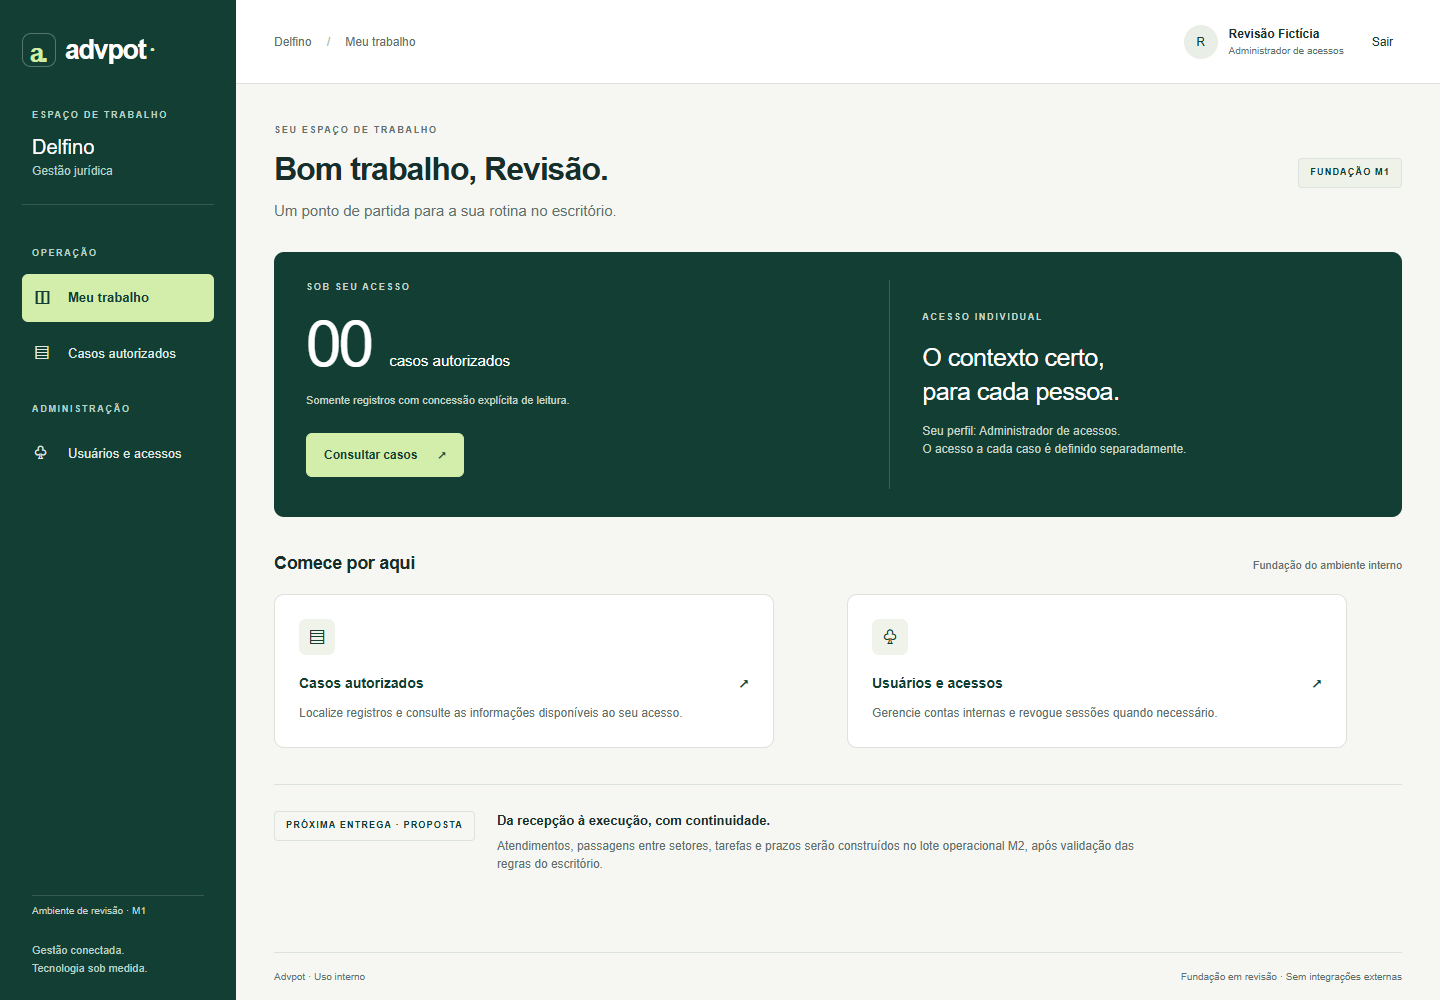 a advpot·
ESPAÇO DE TRABALHO
Delfino
Gestão jurídica
OPERAÇÃO
Meu trabalho
Casos autorizados
ADMINISTRAÇÃO
Usuários e acessos
Ambiente de revisão · M1
Gestão conectada.
Tecnologia sob medida.
Delfino / Meu trabalho
R
Revisão Fictícia
Administrador de acessos
Sair
SEU ESPAÇO DE TRABALHO
Bom trabalho, Revisão.
Um ponto de partida para a sua rotina no escritório.
FUNDAÇÃO M1
SOB SEU ACESSO
00 casos autorizados
Somente registros com concessão explícita de leitura.
Consultar casos ↗
ACESSO INDIVIDUAL
O contexto certo,
para cada pessoa.
Seu perfil: Administrador de acessos.
O acesso a cada caso é definido separadamente.
Comece por aqui
Fundação do ambiente interno
Casos autorizados ↗
Localize registros e consulte as informações disponíveis ao seu acesso.
Usuários e acessos ↗
Gerencie contas internas e revogue sessões quando necessário.
PRÓXIMA ENTREGA · PROPOSTA
Da recepção à execução, com continuidade.
Atendimentos, passagens entre setores, tarefas e prazos serão construídos no lote operacional M2, após validação das
regras do escritório.
Advpot · Uso interno
Fundação em revisão · Sem integrações externas